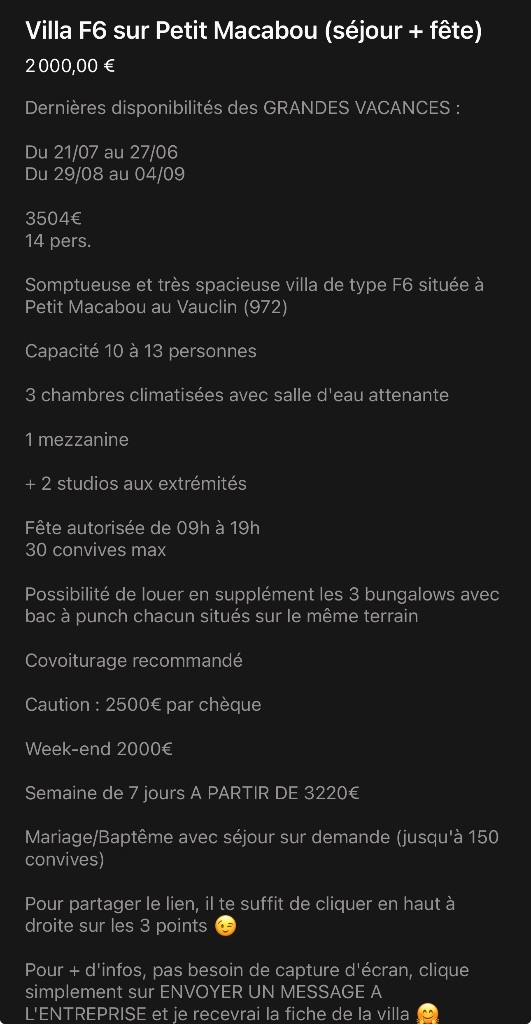 Villa F6 sur Petit Macabou (séjour + fête)
2 000,00 €
Dernières disponibilités des GRANDES VACANCES :
Du 21/07 au 27/06
Du 29/08 au 04/09
3504€
14 pers.
Somptueuse et très spacieuse villa de type F6 située à
Petit Macabou au Vauclin (972)
Capacité 10 à 13 personnes
3 chambres climatisées avec salle d'eau attenante
1 mezzanine
+ 2 studios aux extrémités
Fête autorisée de 09h à 19h
30 convives max
Possibilité de louer en supplément les 3 bungalows avec
bac à punch chacun situés sur le même terrain
Covoiturage recommandé
Caution : 2500€ par chèque
Week-end 2000€
Semaine de 7 jours A PARTIR DE 3220€
Mariage/Baptême avec séjour sur demande (jusqu'à 150
convives)
Pour partager le lien, il te suffit de cliquer en haut à
droite sur les 3 points 😉
Pour + d'infos, pas besoin de capture d'écran, clique
simplement sur ENVOYER UN MESSAGE A
L'ENTREPRISE et je recevrai la fiche de la villa 🤗